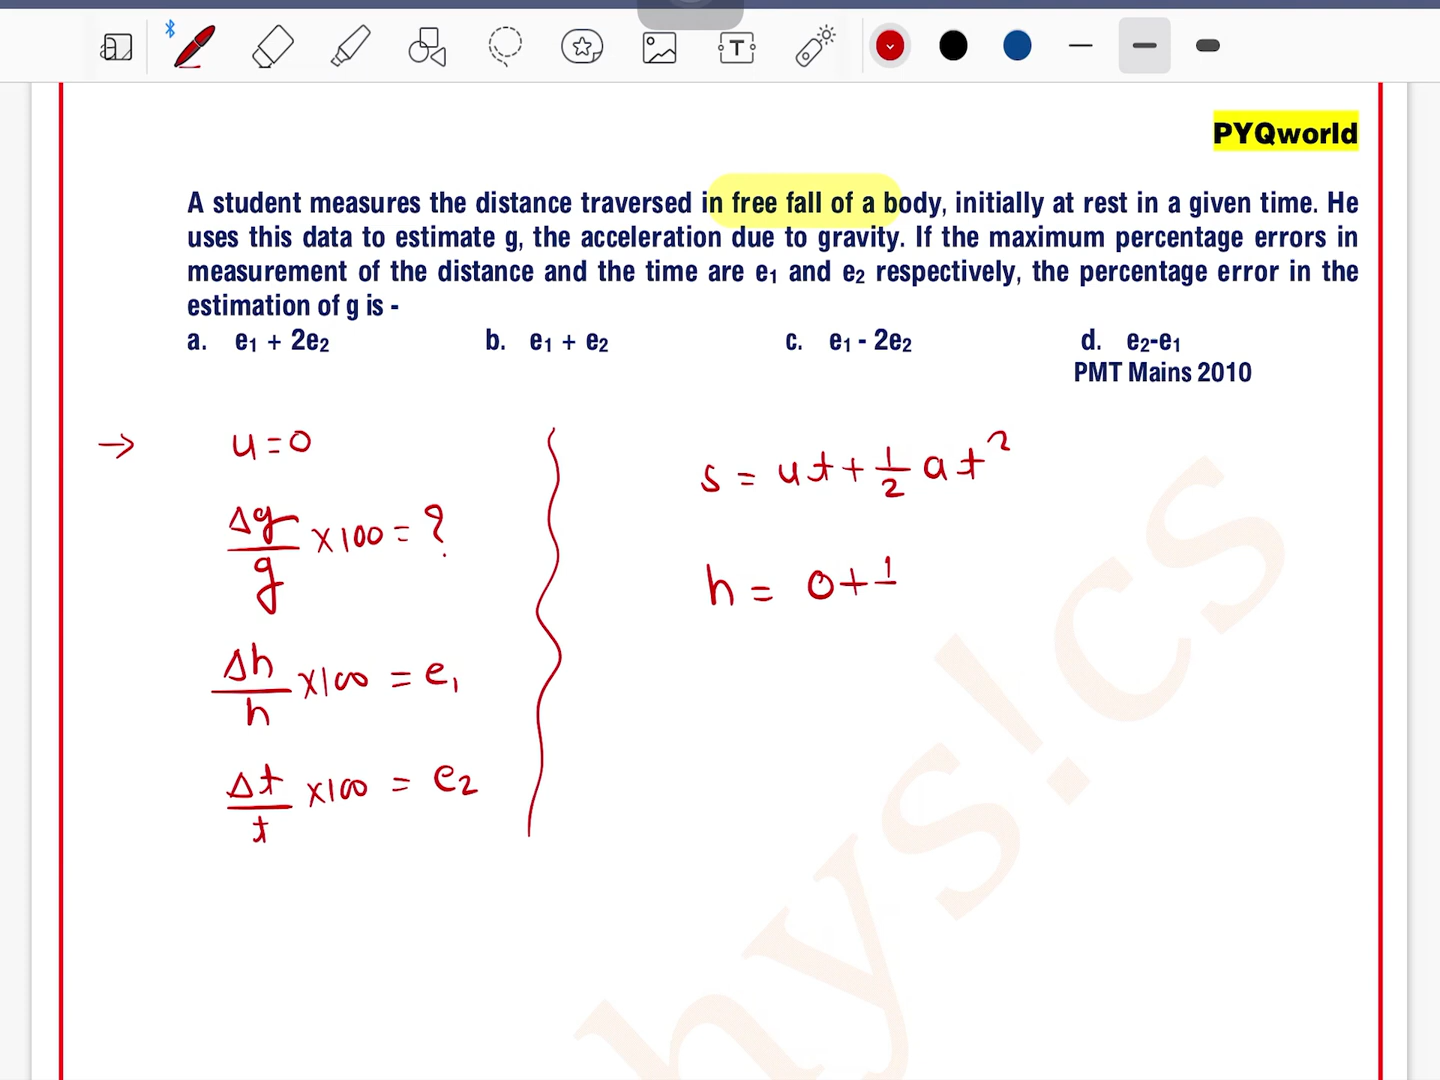 PYQworld
A student measures the distance traversed in free fall of a body, initially at rest in a given time. He
uses this data to estimate g, the acceleration due to gravity. If the maximum percentage errors in
measurement of the distance and the time are e₁ and e₂ respectively, the percentage error in the
estimation of g is -
a. e₁ + 2e₂ b. e₁ + e₂ c. e₁ - 2e₂ d. e₂-e₁
PMT Mains 2010
→ u=0
Δg/g ×100 = ?
Δh/h ×100 = e₁
Δt/t ×100 = e₂
s = ut + 1/2 at²
h = 0 + 1
hys!cs